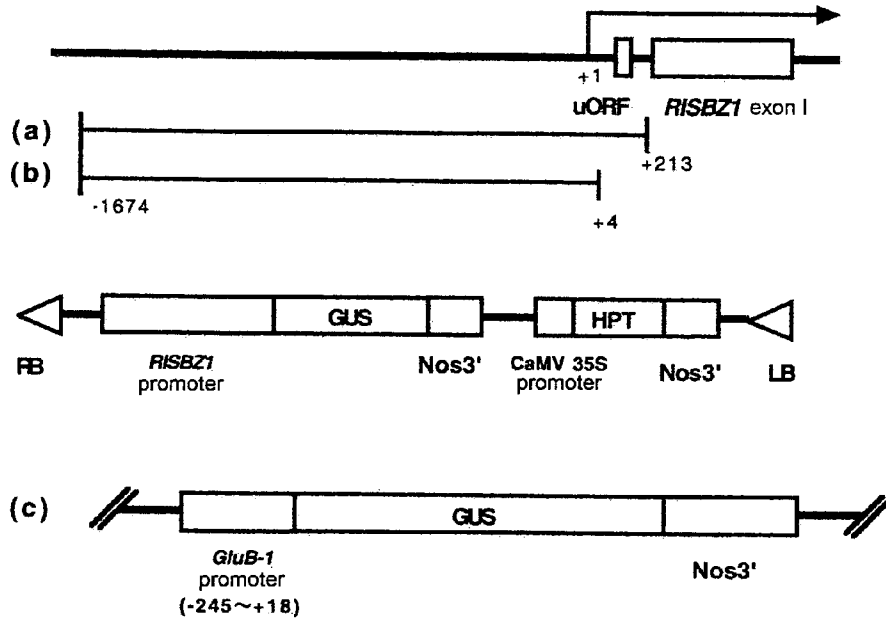 +1
uORF
RISBZ1 exon I
(a)
+213
(b)
-1674
+4
GUS
HPT
RB
RISBZ1
promoter
Nos3'
CaMV 35S
promoter
Nos3'
LB
(c)
GUS
GluB-1
promoter
(-245～+18)
Nos3'